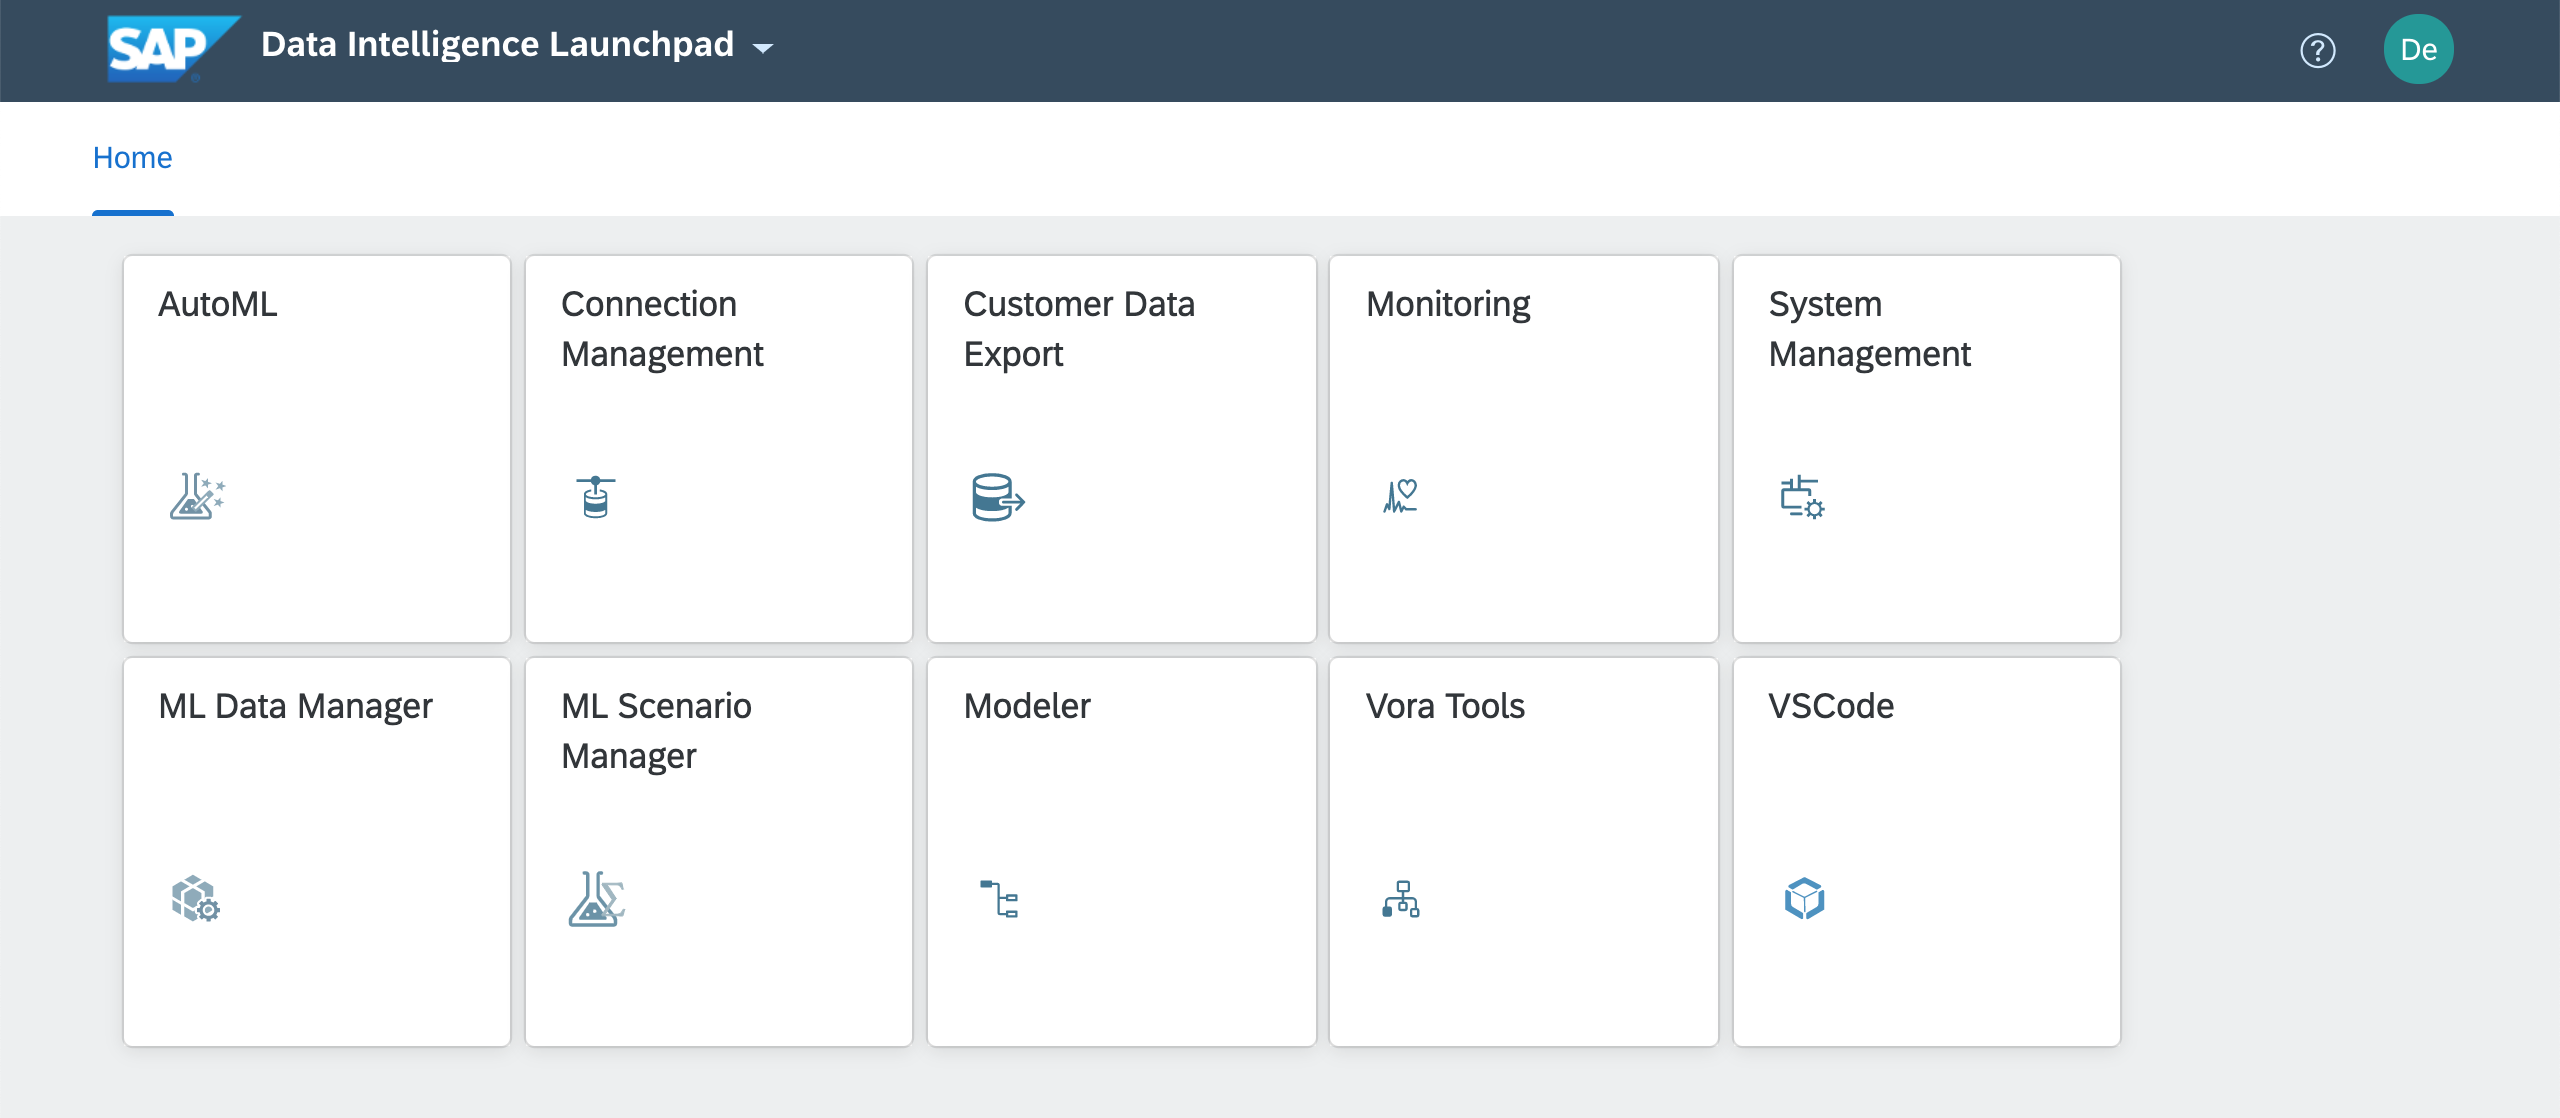 SAP
Data Intelligence Launchpad
De
Home
AutoML
Connection
Management
Customer Data
Export
Monitoring
System
Management
ML Data Manager
ML Scenario
Manager
Modeler
Vora Tools
VSCode